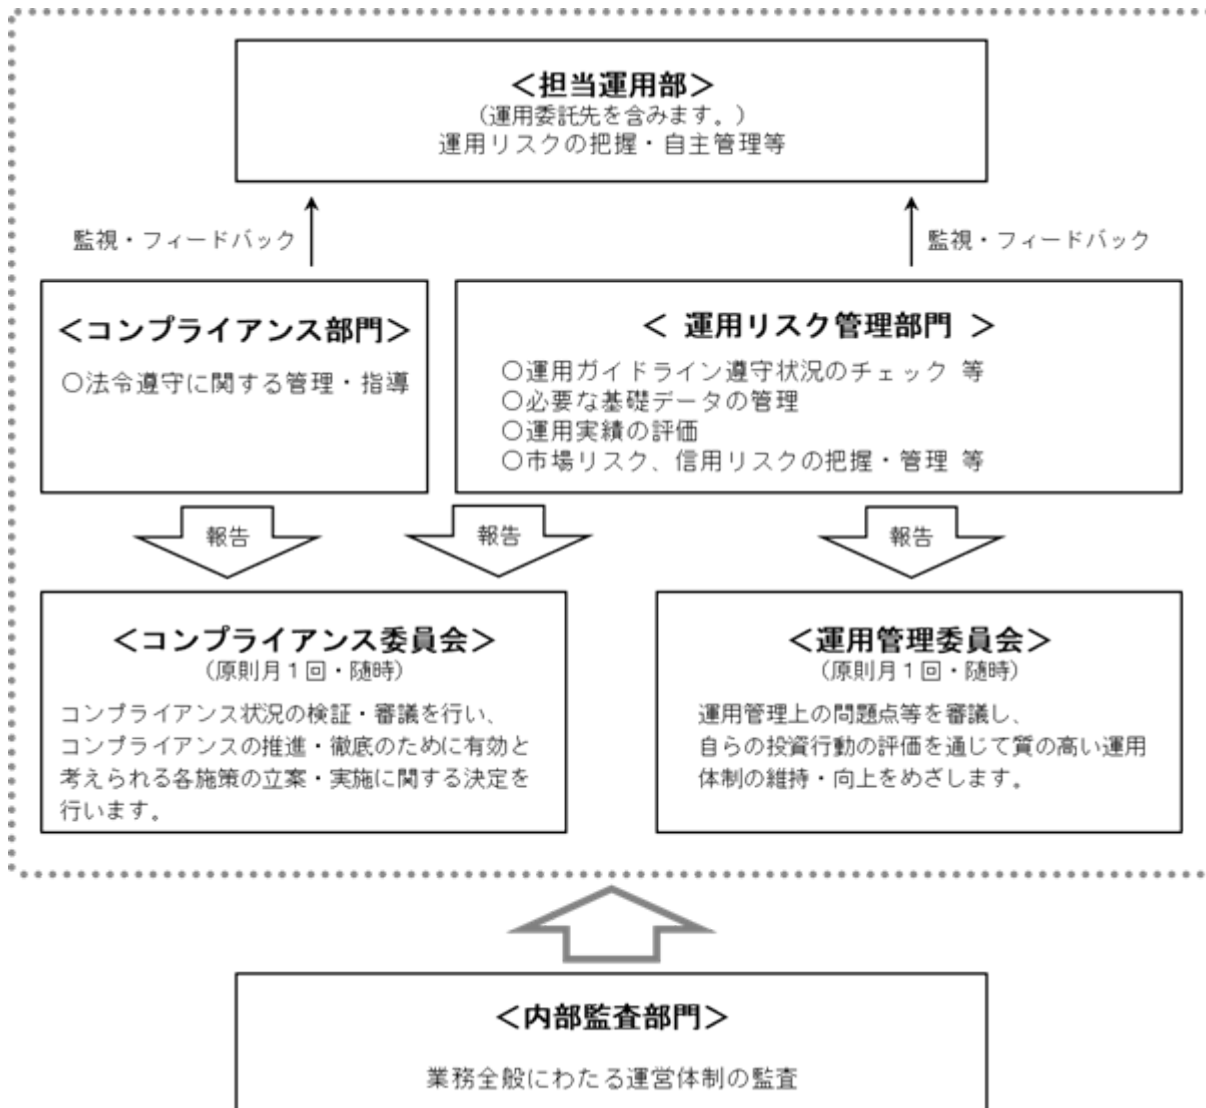 ＜担当運用部＞
（運用委託先を含みます。）
運用リスクの把握・自主管理等
監視・フィードバック
監視・フィードバック
＜コンプライアンス部門＞
○法令遵守に関する管理・指導
＜ 運用リスク管理部門 ＞
○運用ガイドライン遵守状況のチェック 等
○必要な基礎データの管理
○運用実績の評価
○市場リスク、信用リスクの把握・管理 等
報告
報告
報告
＜コンプライアンス委員会＞
（原則月１回・随時）
コンプライアンス状況の検証・審議を行い、
コンプライアンスの推進・徹底のために有効と
考えられる各施策の立案・実施に関する決定を
行います。
＜運用管理委員会＞
（原則月１回・随時）
運用管理上の問題点等を審議し、
自らの投資行動の評価を通じて質の高い運用
体制の維持・向上をめざします。
＜内部監査部門＞
業務全般にわたる運営体制の監査